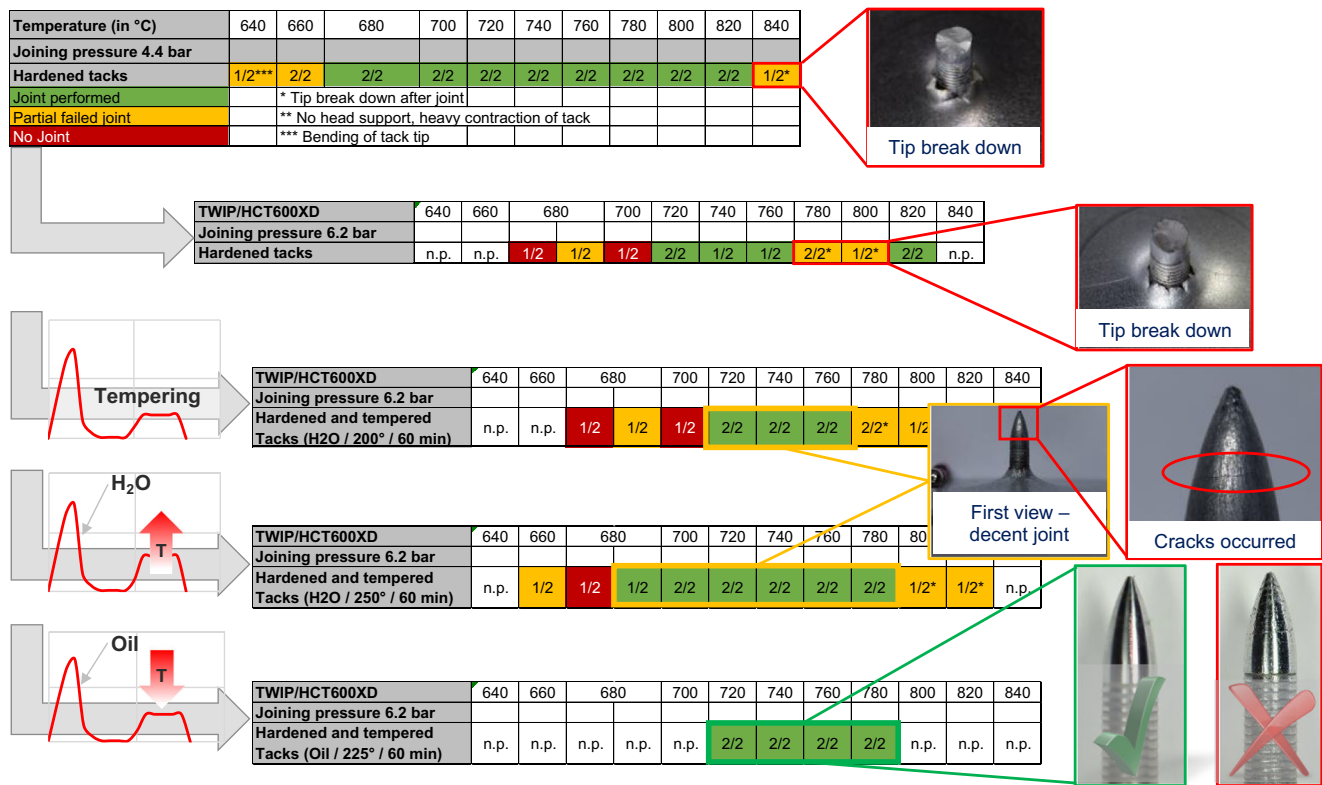 Temperature (in °C) 640 660 680 700 720 740 760 780 800 820 840
Joining pressure 4.4 bar
Hardened tacks 1/2*** 2/2 2/2 2/2 2/2 2/2 2/2 2/2 2/2 2/2 1/2*
Joint performed * Tip break down after joint
Partial failed joint ** No head support, heavy contraction of tack
No Joint *** Bending of tack tip
Tip break down
TWIP/HCT600XD 640 660 680 700 720 740 760 780 800 820 840
Joining pressure 6.2 bar
Hardened tacks n.p. n.p. 1/2 1/2 1/2 2/2 1/2 1/2 2/2* 1/2* 2/2 n.p.
Tip break down
Tempering
TWIP/HCT600XD 640 660 680 700 720 740 760 780 800 820 840
Joining pressure 6.2 bar
Hardened and tempered
Tacks (H2O / 200° / 60 min) n.p. n.p. 1/2 1/2 1/2 2/2 2/2 2/2 2/2* 1/2
First view –
decent joint
Cracks occurred
H2O
T
TWIP/HCT600XD 640 660 680 700 720 740 760 780 80
Joining pressure 6.2 bar
Hardened and tempered
Tacks (H2O / 250° / 60 min) n.p. 1/2 1/2 1/2 2/2 2/2 2/2 2/2 2/2 1/2* 1/2* n.p.
Oil
T
TWIP/HCT600XD 640 660 680 700 720 740 760 780 800 820 840
Joining pressure 6.2 bar
Hardened and tempered
Tacks (Oil / 225° / 60 min) n.p. n.p. n.p. n.p. n.p. 2/2 2/2 2/2 2/2 n.p. n.p. n.p.